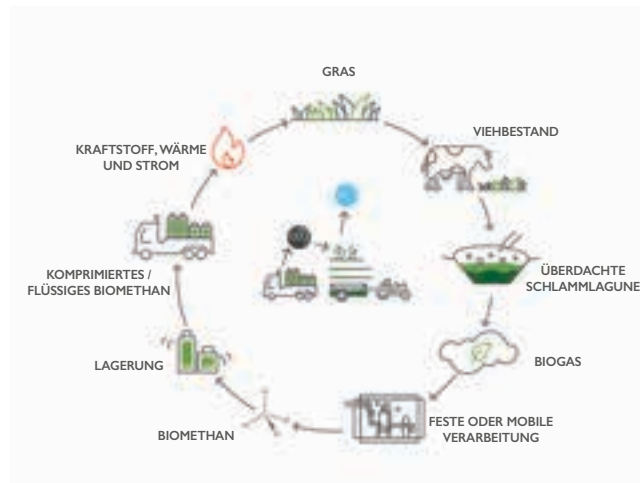 GRAS
VIEHBESTAND
ÜBERDACHTE
SCHLAMMLAGUNE
BIOGAS
FESTE ODER MOBILE
VERARBEITUNG
BIOMETHAN
LAGERUNG
KOMPRIMIERTES /
FLÜSSIGES BIOMETHAN
KRAFTSTOFF, WÄRME
UND STROM